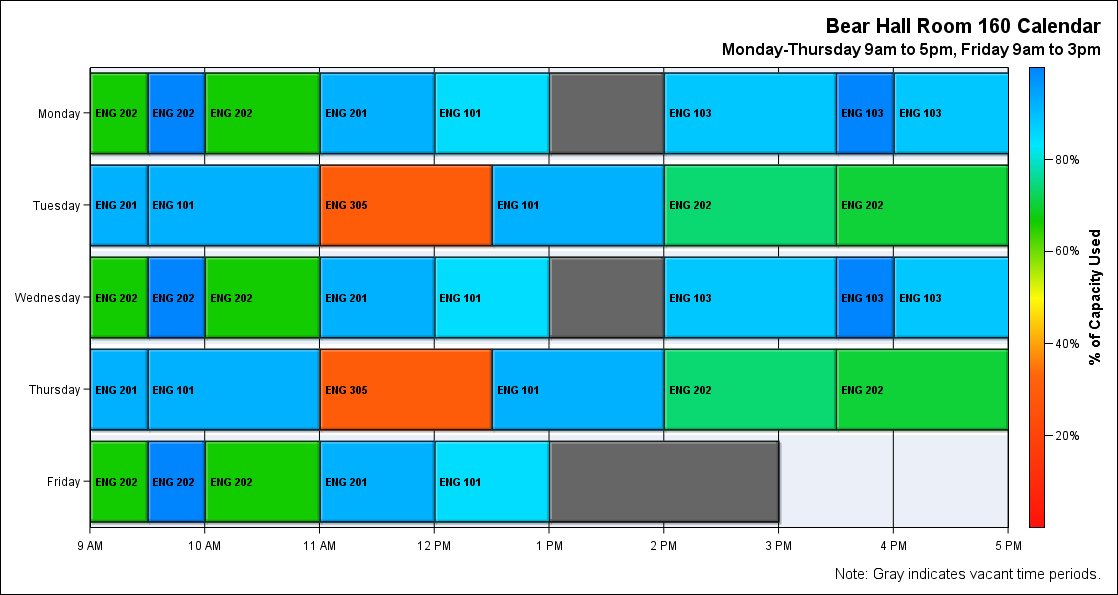 Bear Hall Room 160 Calendar
Monday-Thursday 9am to 5pm, Friday 9am to 3pm
Monday ENG 202 ENG 202 ENG 202 ENG 201 ENG 101 ENG 103 ENG 103 ENG 103
Tuesday ENG 201 ENG 101 ENG 305 ENG 101 ENG 202 ENG 202
Wednesday ENG 202 ENG 202 ENG 202 ENG 201 ENG 101 ENG 103 ENG 103 ENG 103
Thursday ENG 201 ENG 101 ENG 305 ENG 101 ENG 202 ENG 202
Friday ENG 202 ENG 202 ENG 202 ENG 201 ENG 101
9 AM 10 AM 11 AM 12 PM 1 PM 2 PM 3 PM 4 PM 5 PM
80%
60%
40%
20%
% of Capacity Used
Note: Gray indicates vacant time periods.